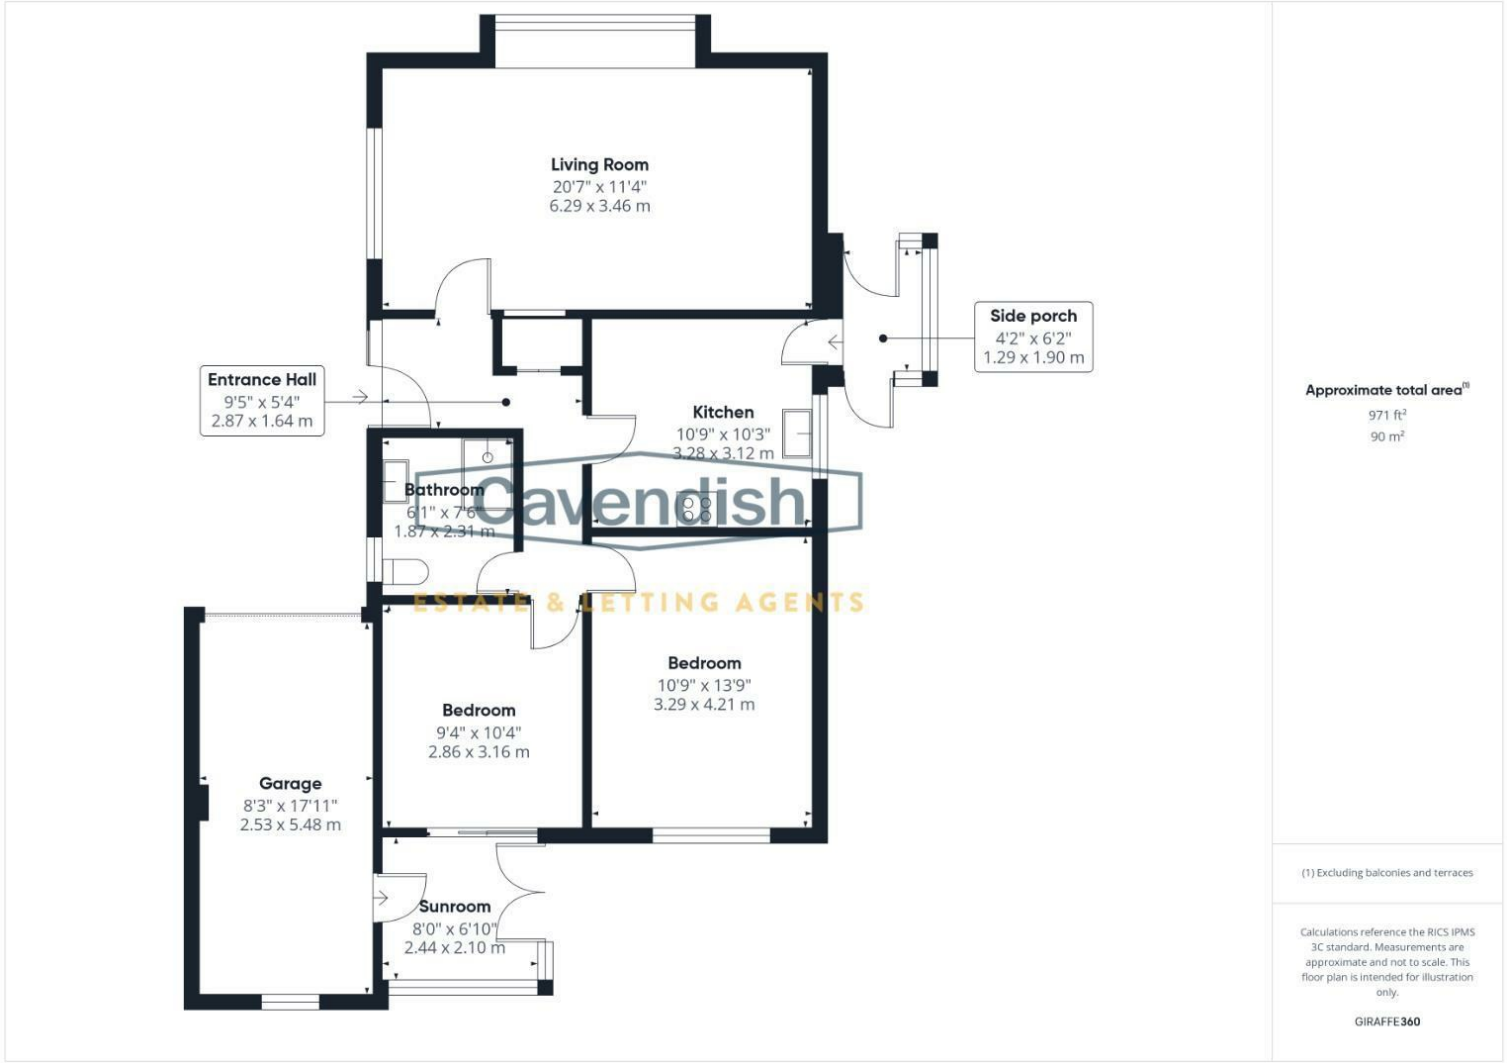 Living Room
20'7" x 11'4"
6.29 x 3.46 m
Side porch
4'2" x 6'2"
1.29 x 1.90 m
Entrance Hall
9'5" x 5'4"
2.87 x 1.64 m
Kitchen
10'9" x 10'3"
3.28 x 3.12 m
Bathroom
6'1" x 7'6"
1.87 x 2.31 m
Cavendish
ESTATE & LETTING AGENTS
Bedroom
10'9" x 13'9"
3.29 x 4.21 m
Bedroom
9'4" x 10'4"
2.86 x 3.16 m
Garage
8'3" x 17'11"
2.53 x 5.48 m
Sunroom
8'0" x 6'10"
2.44 x 2.10 m
Approximate total area(1)
971 ft²
90 m²
(1) Excluding balconies and terraces
Calculations reference the RICS IPMS
3C standard. Measurements are
approximate and not to scale. This
floor plan is intended for illustration
only.
GIRAFFE360